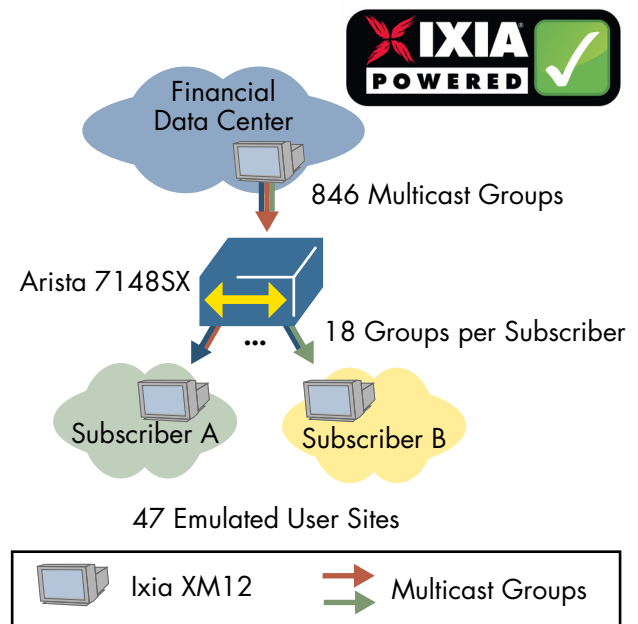 IXIA
POWERED
Financial
Data Center
846 Multicast Groups
Arista 7148SX
18 Groups per Subscriber
...
Subscriber A
Subscriber B
47 Emulated User Sites
Ixia XM12
Multicast Groups